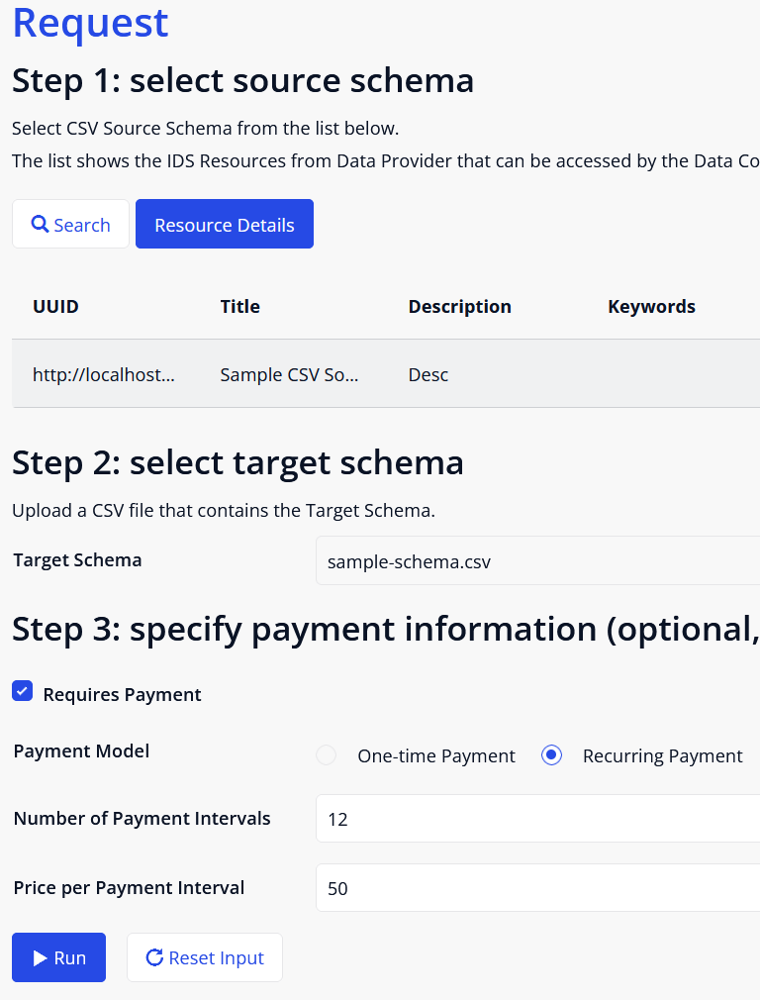 Request
Step 1: select source schema
Select CSV Source Schema from the list below.
The list shows the IDS Resources from Data Provider that can be accessed by the Data Co
Search Resource Details
UUID Title Description Keywords
http://localhost... Sample CSV So... Desc
Step 2: select target schema
Upload a CSV file that contains the Target Schema.
Target Schema sample-schema.csv
Step 3: specify payment information (optional,
Requires Payment
Payment Model One-time Payment Recurring Payment
Number of Payment Intervals 12
Price per Payment Interval 50
Run Reset Input